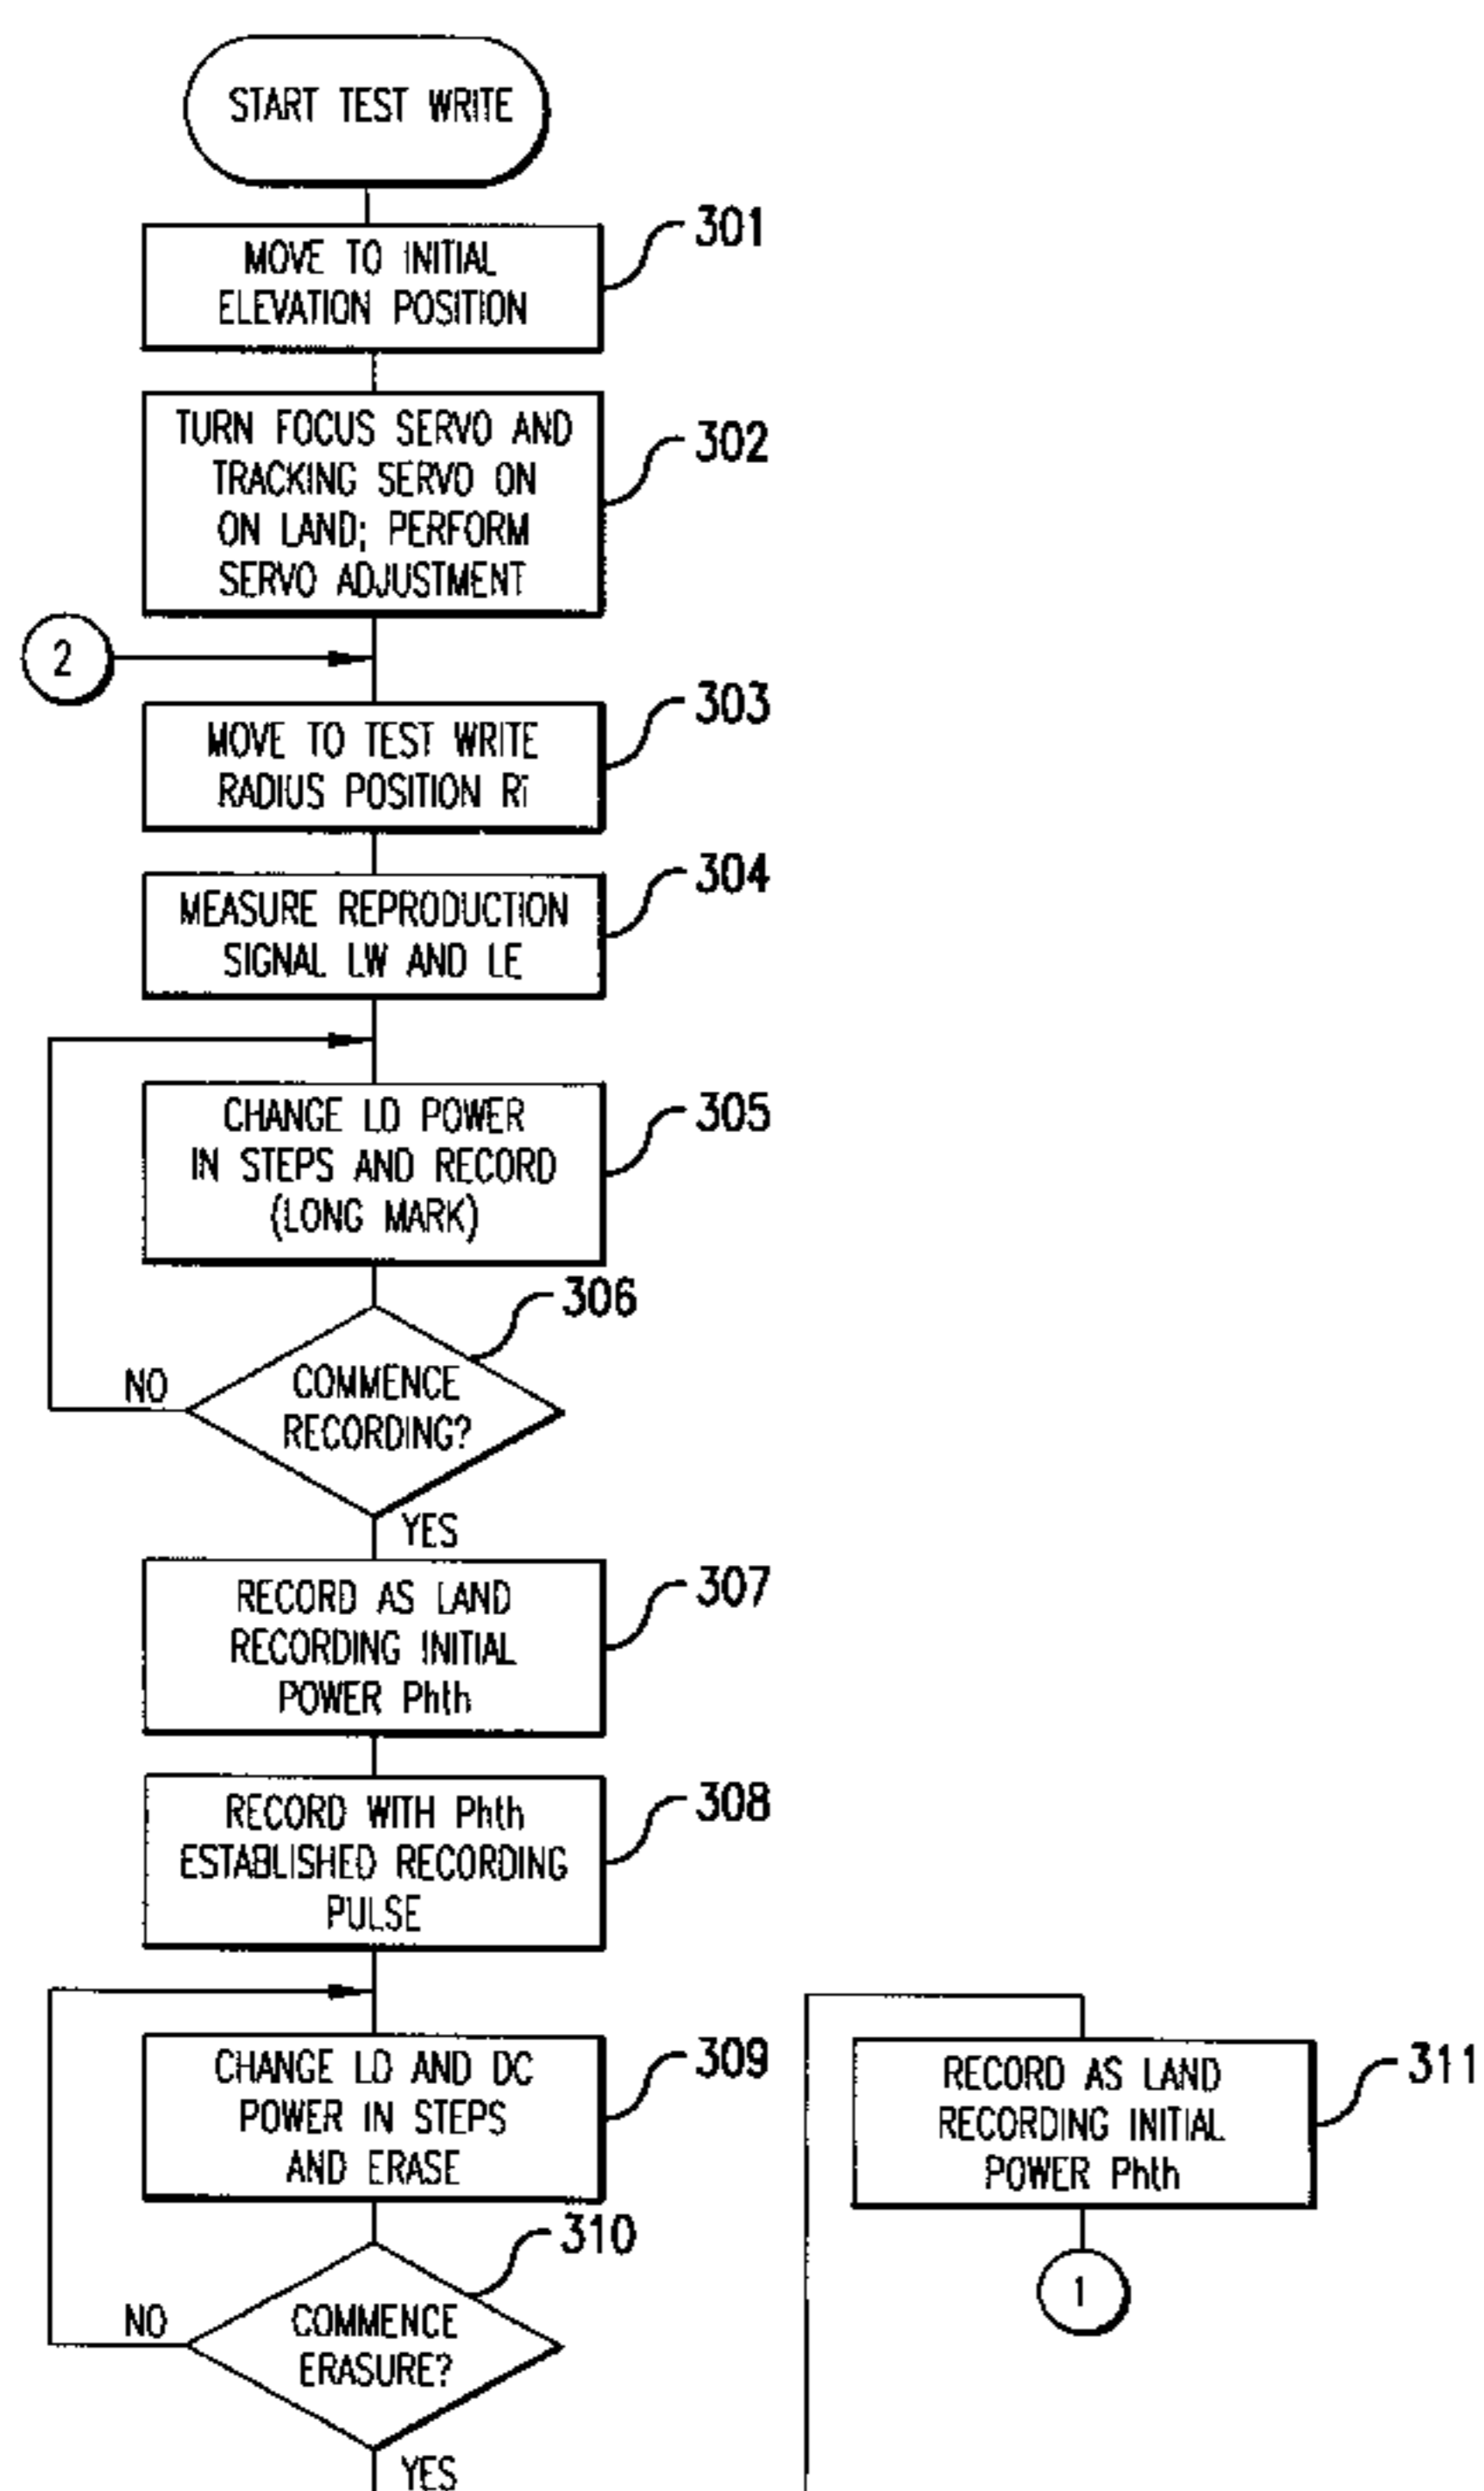 START TEST WRITE
301
MOVE TO INITIAL
ELEVATION POSITION
302
TURN FOCUS SERVO AND
TRACKING SERVO ON
ON LAND; PERFORM
SERVO ADJUSTMENT
2
303
MOVE TO TEST WRITE
RADIUS POSITION Ri
304
MEASURE REPRODUCTION
SIGNAL LW AND LE
305
CHANGE LD POWER
IN STEPS AND RECORD
(LONG MARK)
306
COMMENCE
RECORDING?
NO
YES
307
RECORD AS LAND
RECORDING INITIAL
POWER Phth
308
RECORD WITH Phth
ESTABLISHED RECORDING
PULSE
309
CHANGE LD AND DC
POWER IN STEPS
AND ERASE
310
COMMENCE
ERASURE?
NO
YES
311
RECORD AS LAND
RECORDING INITIAL
POWER Phth
1